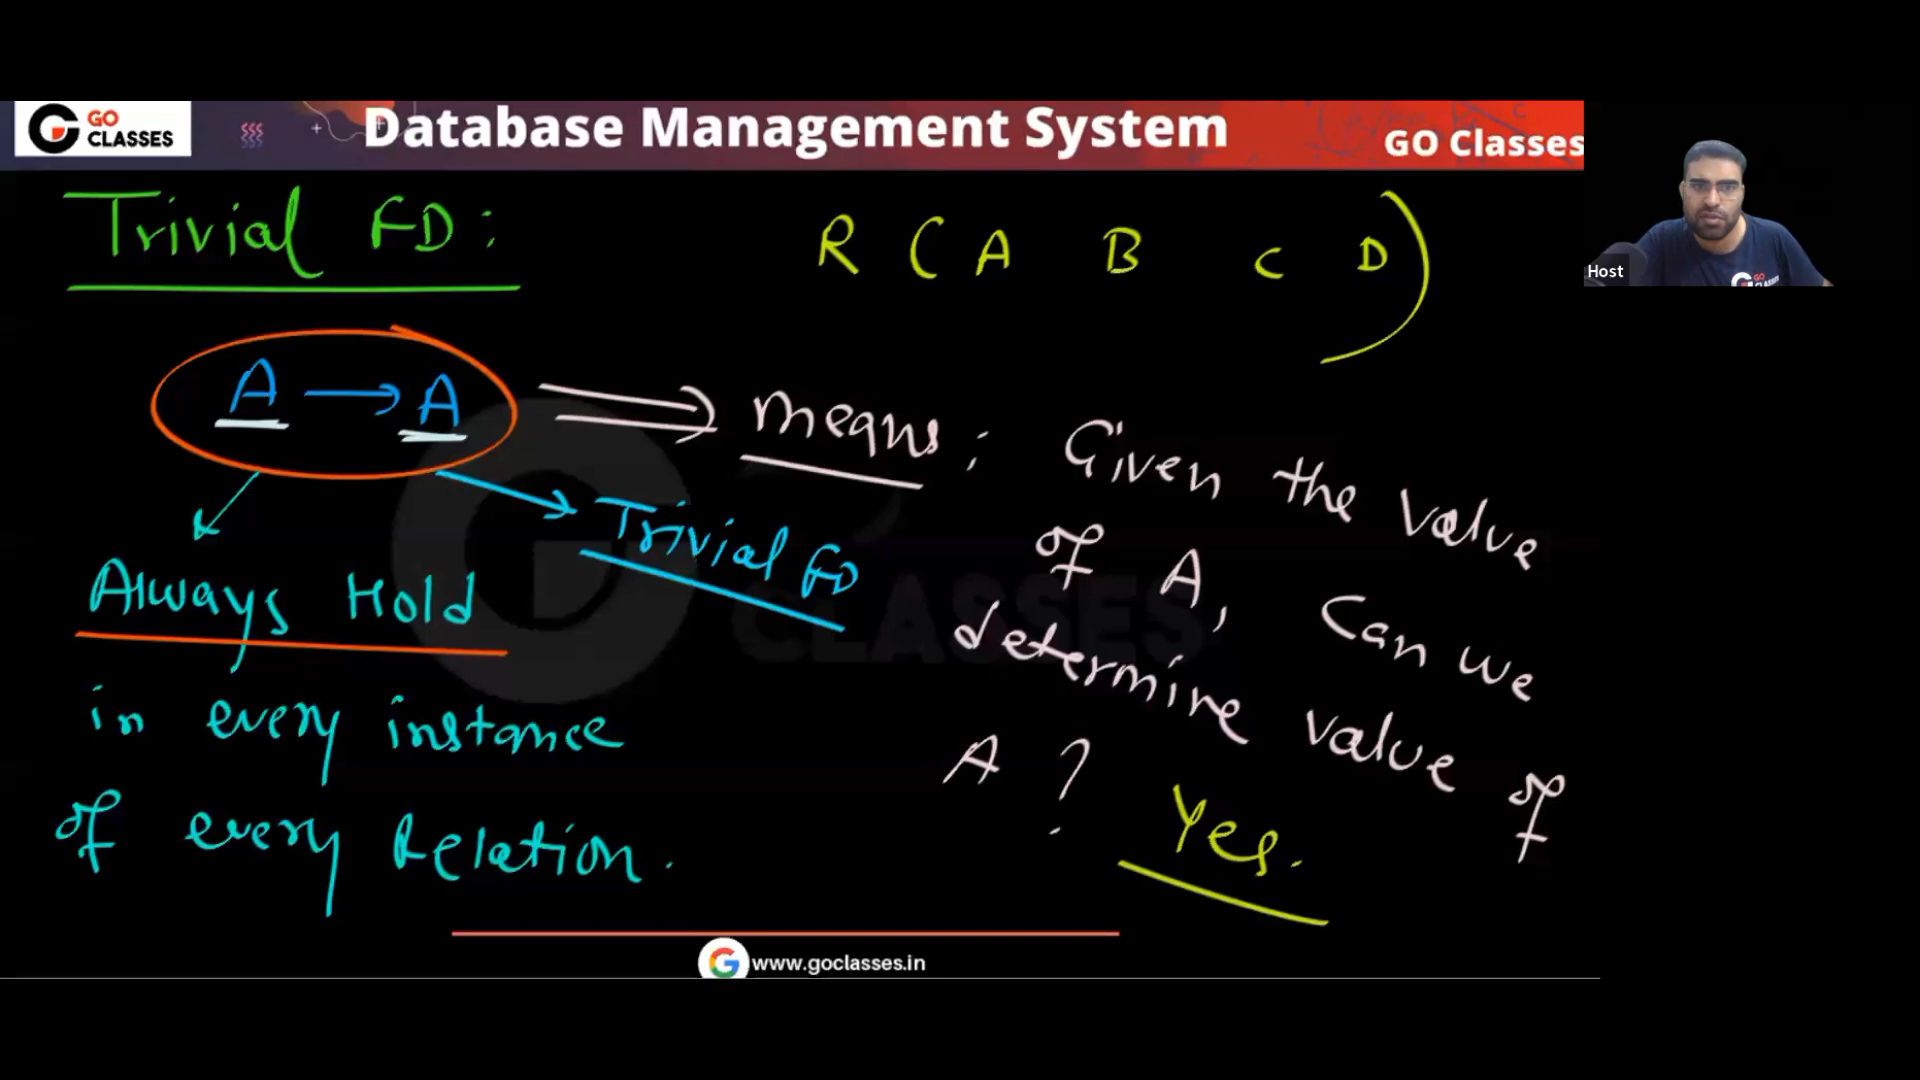 GO
CLASSES
Database Management System
GO Classes
Trivial FD:
R ( A B C D )
Host
A → A ⟹ means: Given the value
of A, Can we
determine value of
A ? Yes.
Trivial FD
Always Hold
in every instance
of every Relation.
CLASSES
www.goclasses.in